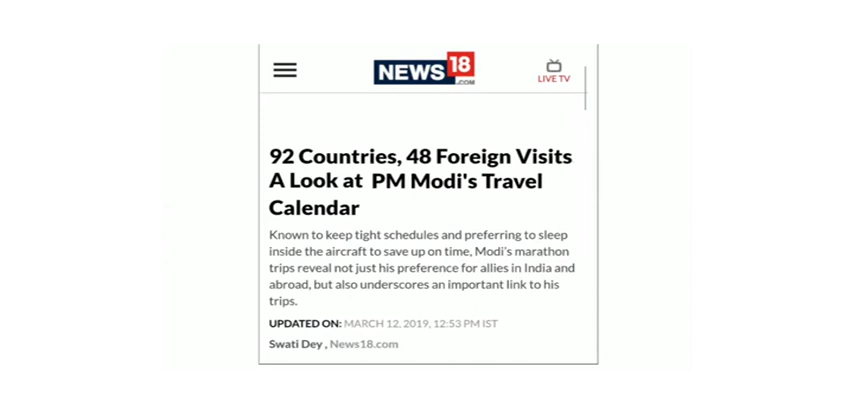 NEWS 18
.COM
LIVE TV
92 Countries, 48 Foreign Visits
A Look at PM Modi's Travel
Calendar
Known to keep tight schedules and preferring to sleep
inside the aircraft to save up on time, Modi's marathon
trips reveal not just his preference for allies in India and
abroad, but also underscores an important link to his
trips.
UPDATED ON: MARCH 12, 2019, 12:53 PM IST
Swati Dey , News18.com